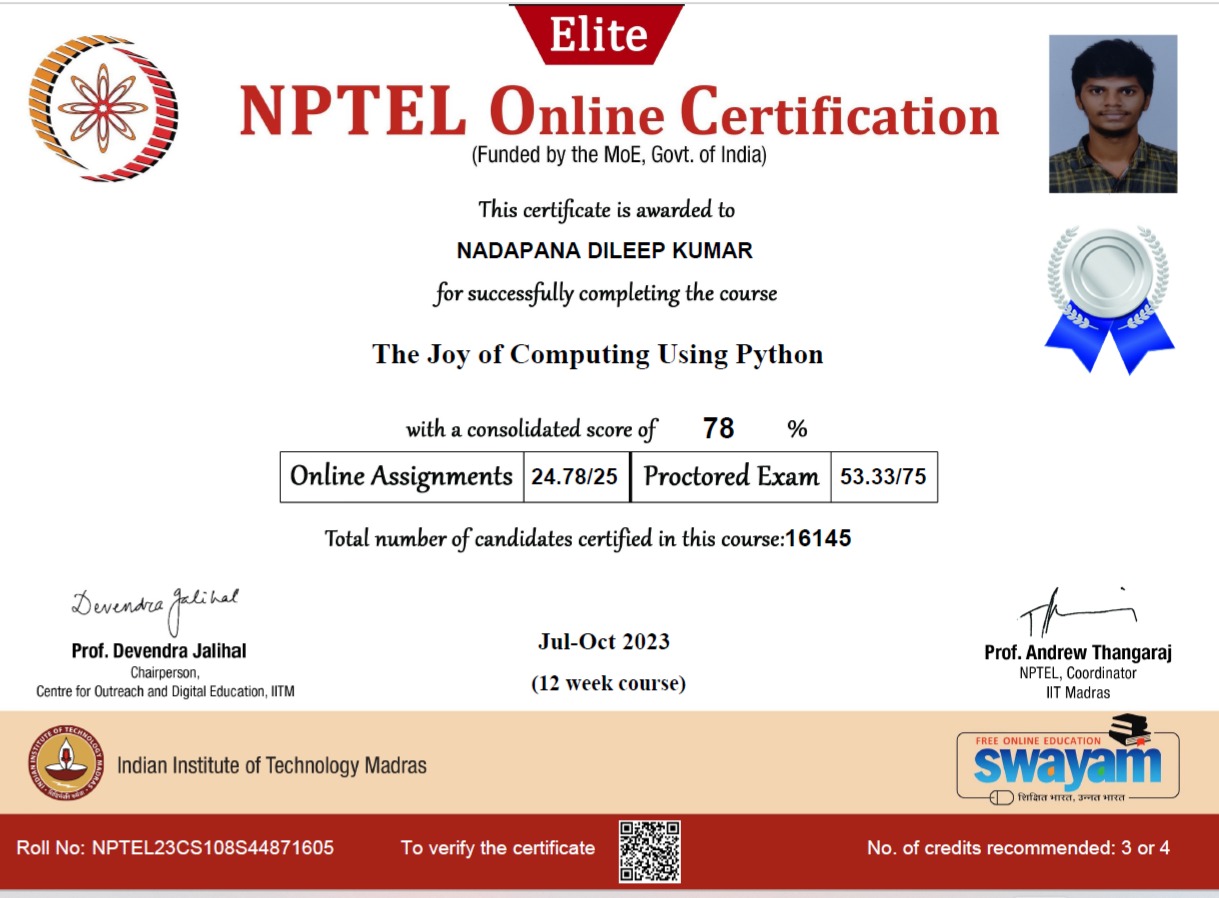 Elite
NPTEL Online Certification
(Funded by the MoE, Govt. of India)
This certificate is awarded to
NADAPANA DILEEP KUMAR
for successfully completing the course
The Joy of Computing Using Python
with a consolidated score of 78 %
Online Assignments 24.78/25 Proctored Exam 53.33/75
Total number of candidates certified in this course:16145
Devendra Jalihal
Prof. Devendra Jalihal
Chairperson,
Centre for Outreach and Digital Education, IITM
Jul-Oct 2023
(12 week course)
Prof. Andrew Thangaraj
NPTEL, Coordinator
IIT Madras
INDIAN INSTITUTE OF TECHNOLOGY MADRAS
Indian Institute of Technology Madras
FREE ONLINE EDUCATION
swayam
शिक्षित भारत, उन्नत भारत
Roll No: NPTEL23CS108S44871605
To verify the certificate
No. of credits recommended: 3 or 4